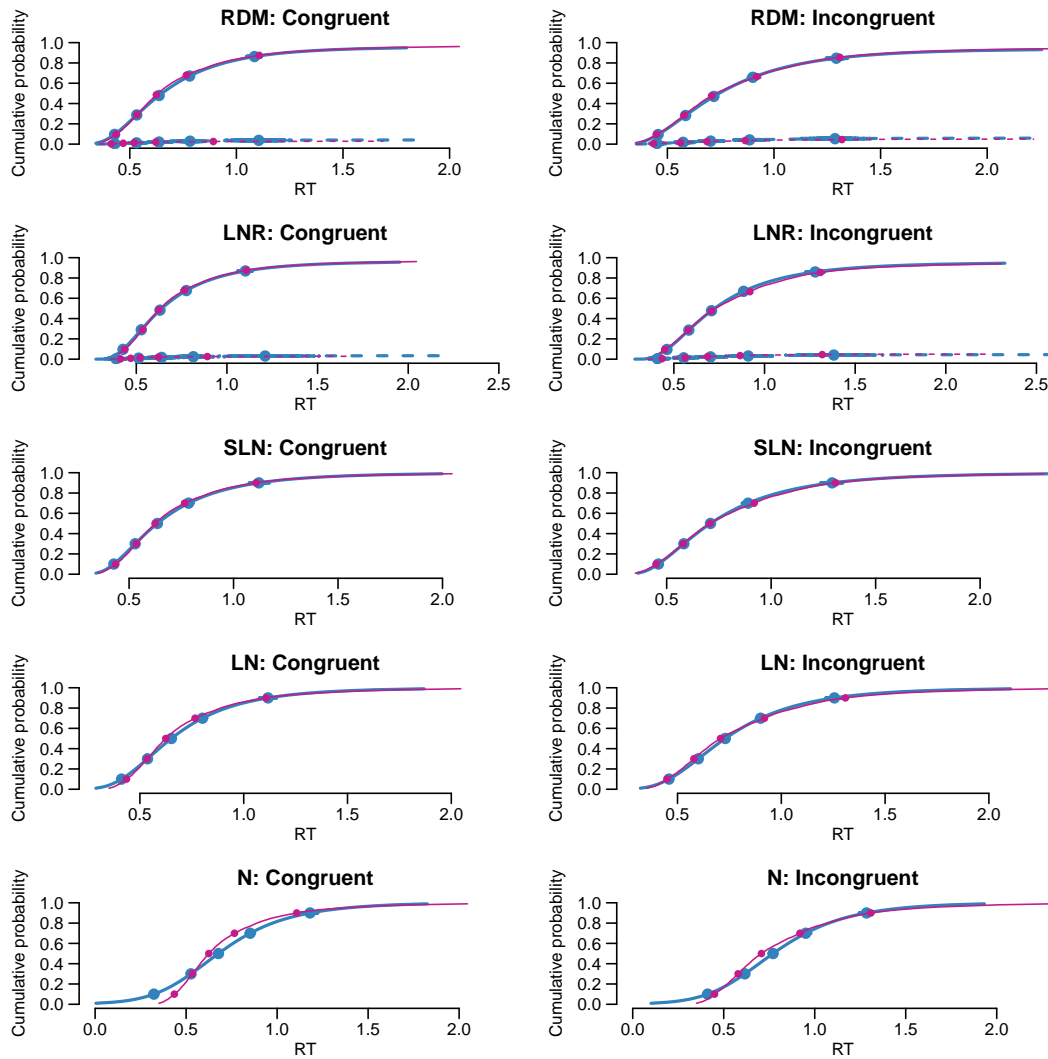 RDM: Congruent
Cumulative probability
1.0
0.8
0.6
0.4
0.2
0.0
0.5 1.0 1.5 2.0
RT
RDM: Incongruent
Cumulative probability
1.0
0.8
0.6
0.4
0.2
0.0
0.5 1.0 1.5 2.0
RT
LNR: Congruent
Cumulative probability
1.0
0.8
0.6
0.4
0.2
0.0
0.5 1.0 1.5 2.0 2.5
RT
LNR: Incongruent
Cumulative probability
1.0
0.8
0.6
0.4
0.2
0.0
0.5 1.0 1.5 2.0 2.5
RT
SLN: Congruent
Cumulative probability
1.0
0.8
0.6
0.4
0.2
0.0
0.5 1.0 1.5 2.0
RT
SLN: Incongruent
Cumulative probability
1.0
0.8
0.6
0.4
0.2
0.0
0.5 1.0 1.5 2.0
RT
LN: Congruent
Cumulative probability
1.0
0.8
0.6
0.4
0.2
0.0
0.5 1.0 1.5 2.0
RT
LN: Incongruent
Cumulative probability
1.0
0.8
0.6
0.4
0.2
0.0
0.5 1.0 1.5 2.0
RT
N: Congruent
Cumulative probability
1.0
0.8
0.6
0.4
0.2
0.0
0.0 0.5 1.0 1.5 2.0
RT
N: Incongruent
Cumulative probability
1.0
0.8
0.6
0.4
0.2
0.0
0.0 0.5 1.0 1.5 2.0
RT